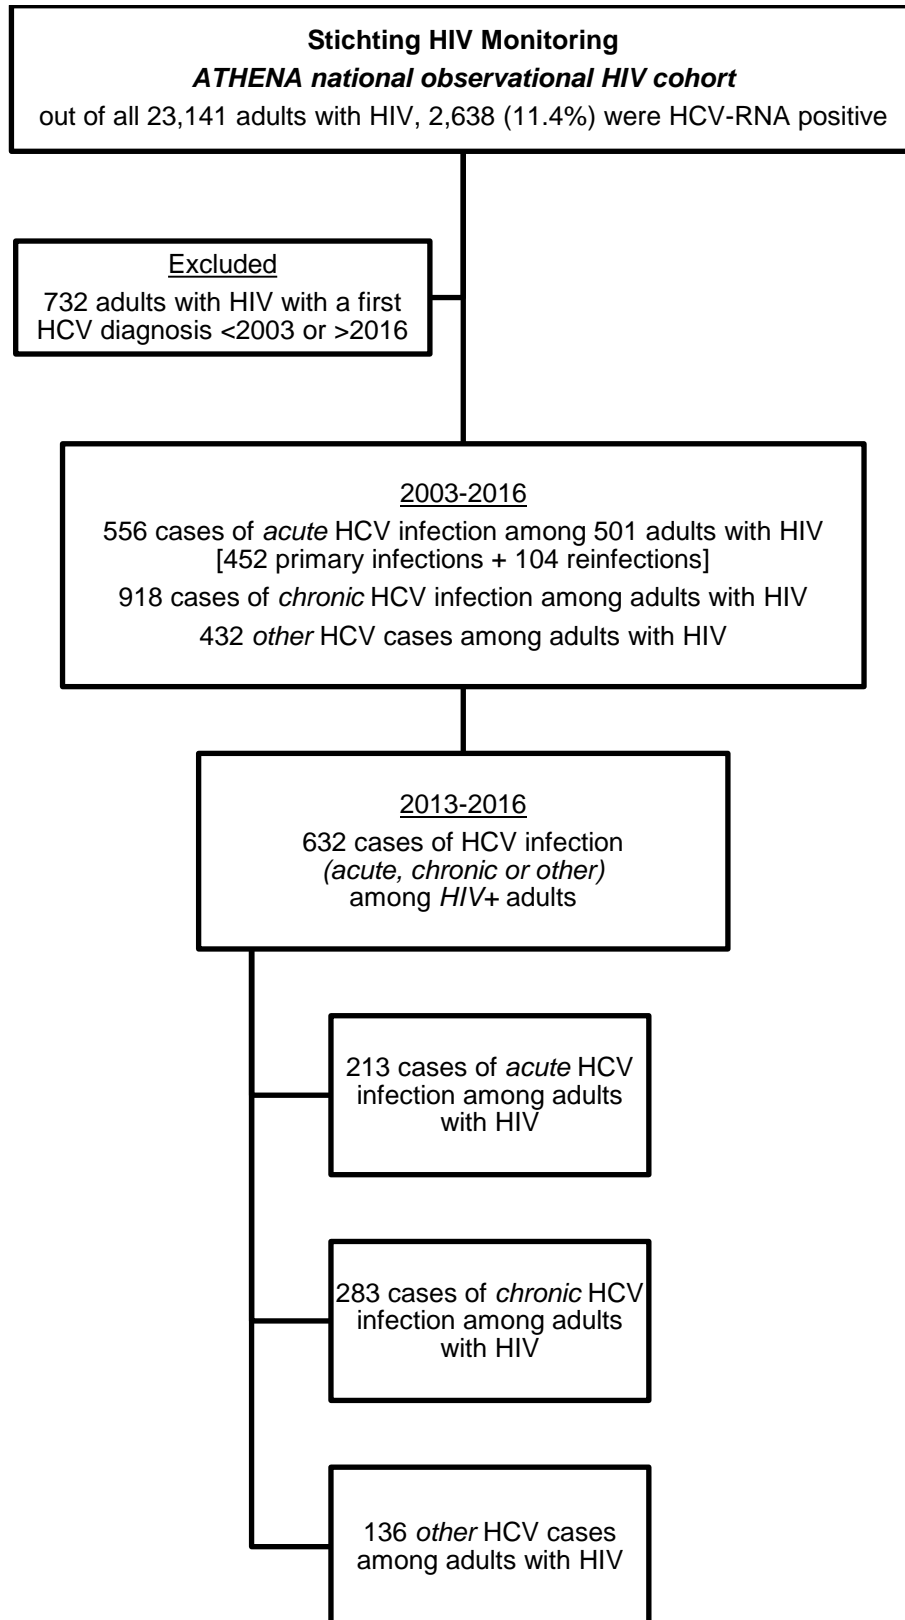 Stichting HIV Monitoring
ATHENA national observational HIV cohort
out of all 23,141 adults with HIV, 2,638 (11.4%) were HCV-RNA positive
Excluded
732 adults with HIV with a first
HCV diagnosis <2003 or >2016
2003-2016
556 cases of acute HCV infection among 501 adults with HIV
[452 primary infections + 104 reinfections]
918 cases of chronic HCV infection among adults with HIV
432 other HCV cases among adults with HIV
2013-2016
632 cases of HCV infection
(acute, chronic or other)
among HIV+ adults
213 cases of acute HCV
infection among adults
with HIV
283 cases of chronic HCV
infection among adults
with HIV
136 other HCV cases
among adults with HIV